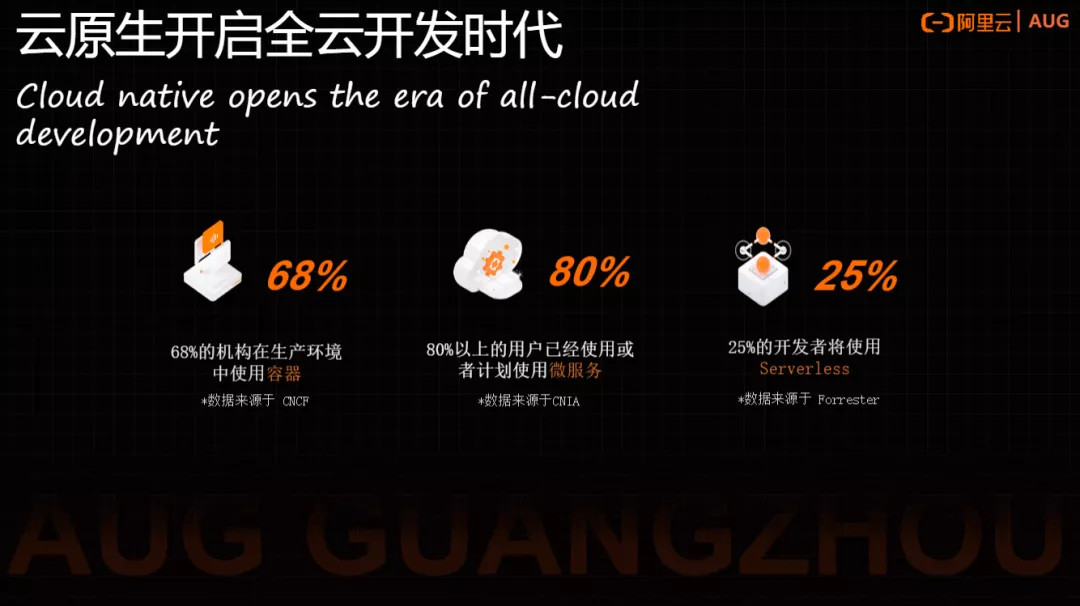 云原生开启全云开发时代
阿里云 | AUG
Cloud native opens the era of all-cloud
development
68%
80%
25%
68%的机构在生产环境
中使用容器
*数据来源于 CNCF
80%以上的用户已经使用或
者计划使用微服务
*数据来源于CNIA
25%的开发者将使用
Serverless
*数据来源于 Forrester
AUG GUANGZHOU